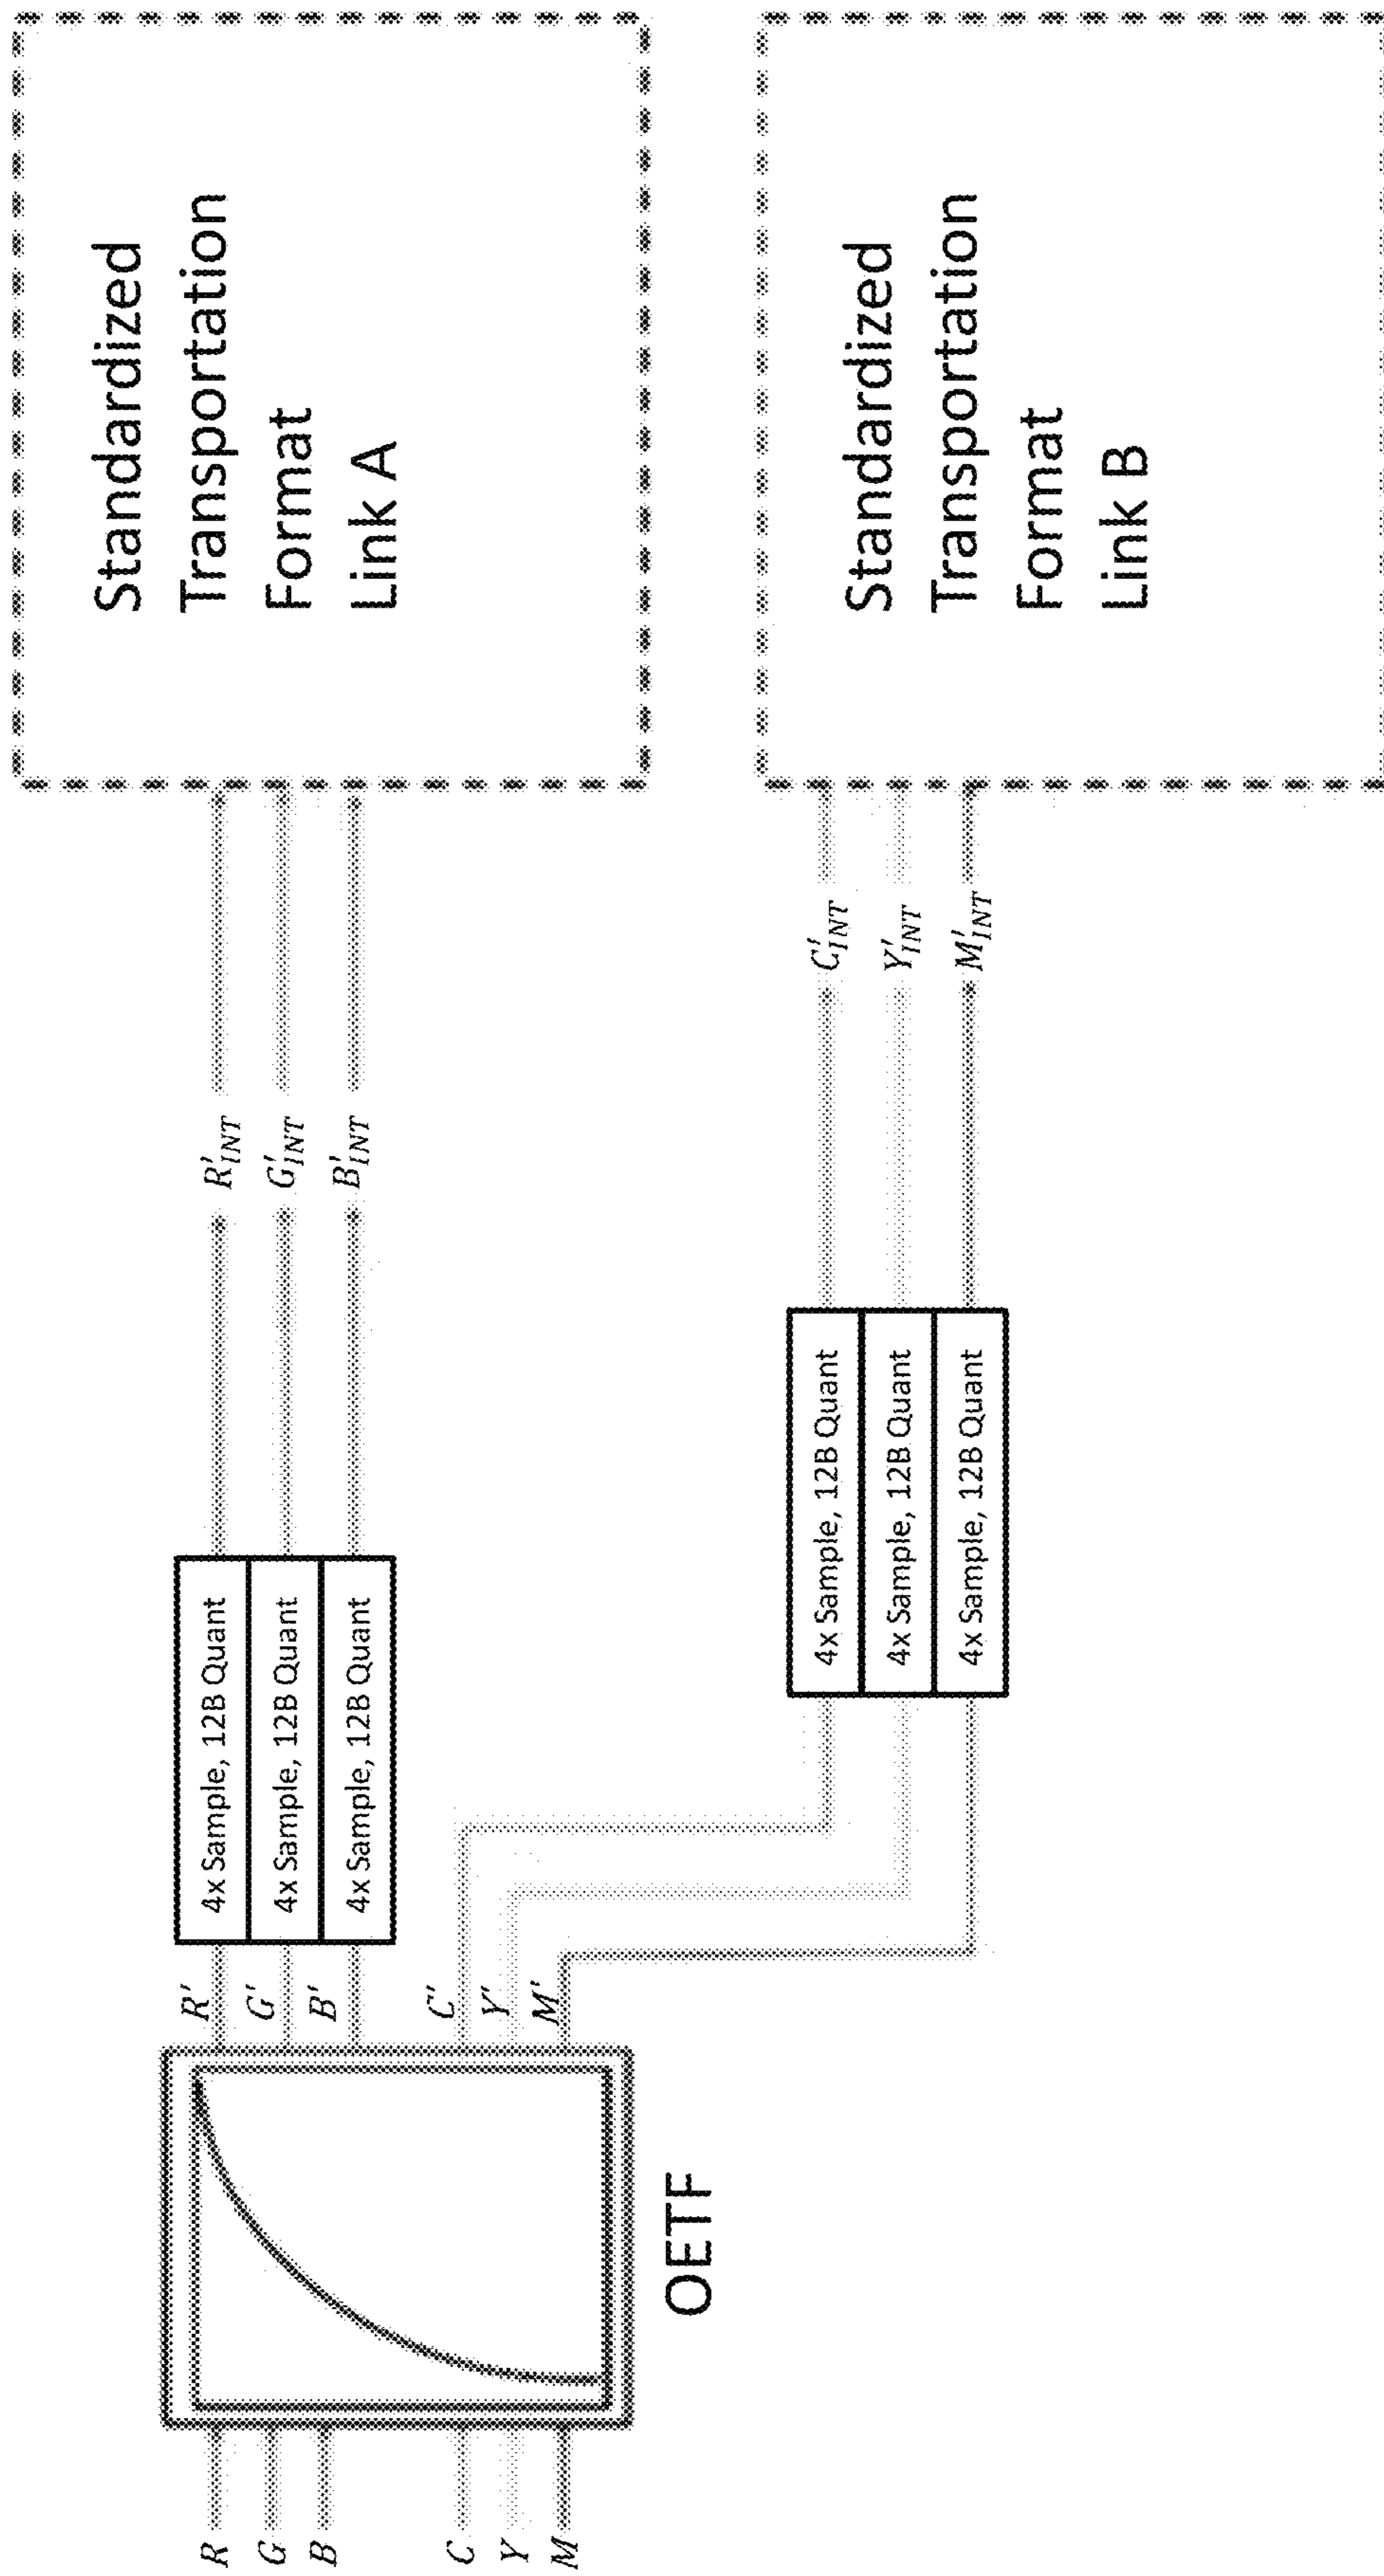 R
G
B
C
Y
M
OETF
R'
G'
B'
C'
Y'
M'
4x Sample, 12B Quant
4x Sample, 12B Quant
4x Sample, 12B Quant
4x Sample, 12B Quant
4x Sample, 12B Quant
4x Sample, 12B Quant
R'INT
G'INT
B'INT
C'INT
Y'INT
M'INT
Standardized
Transportation
Format
Link A
Standardized
Transportation
Format
Link B